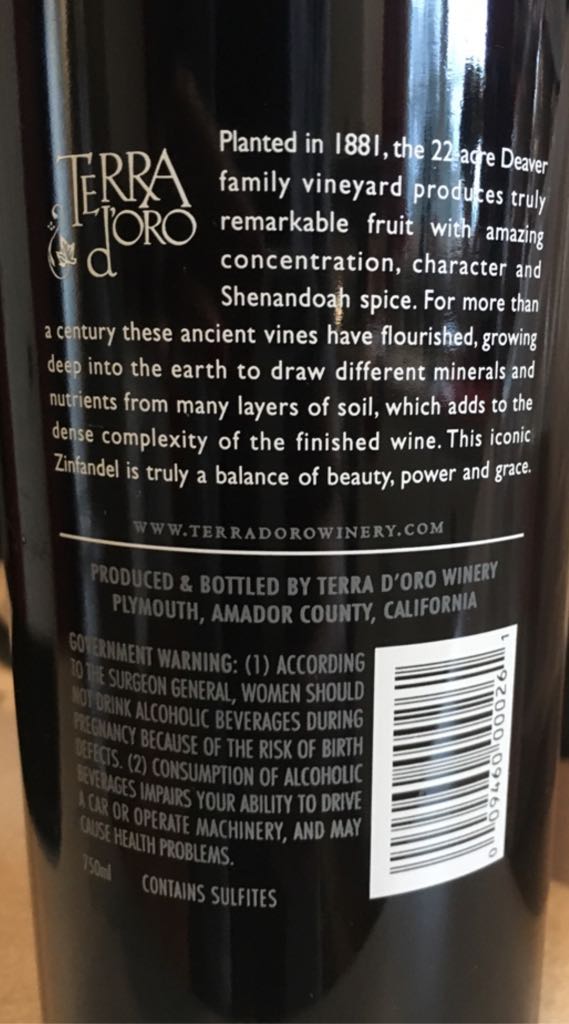 TERRA
d'ORO
Planted in 1881, the 22-acre Deaver
family vineyard produces truly
remarkable fruit with amazing
concentration, character and
Shenandoah spice. For more than
a century these ancient vines have flourished, growing
deep into the earth to draw different minerals and
nutrients from many layers of soil, which adds to the
dense complexity of the finished wine. This iconic
Zinfandel is truly a balance of beauty, power and grace.
WWW.TERRADOROWINERY.COM
PRODUCED & BOTTLED BY TERRA D'ORO WINERY
PLYMOUTH, AMADOR COUNTY, CALIFORNIA
GOVERNMENT WARNING: (1) ACCORDING
TO THE SURGEON GENERAL, WOMEN SHOULD
NOT DRINK ALCOHOLIC BEVERAGES DURING
PREGNANCY BECAUSE OF THE RISK OF BIRTH
DEFECTS. (2) CONSUMPTION OF ALCOHOLIC
BEVERAGES IMPAIRS YOUR ABILITY TO DRIVE
A CAR OR OPERATE MACHINERY, AND MAY
CAUSE HEALTH PROBLEMS.
750ml
CONTAINS SULFITES
0 09460 00026 1